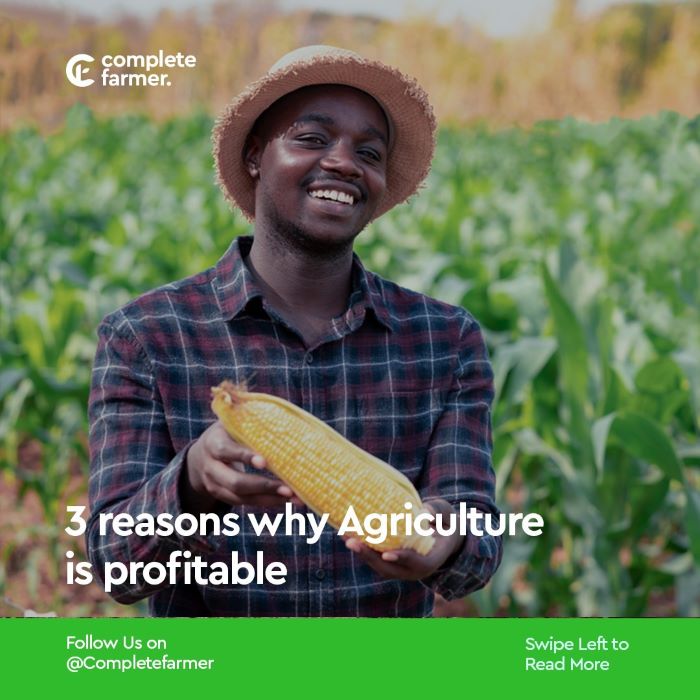 complete
farmer.
3 reasons why Agriculture
is profitable
Follow Us on
@Completefarmer
Swipe Left to
Read More